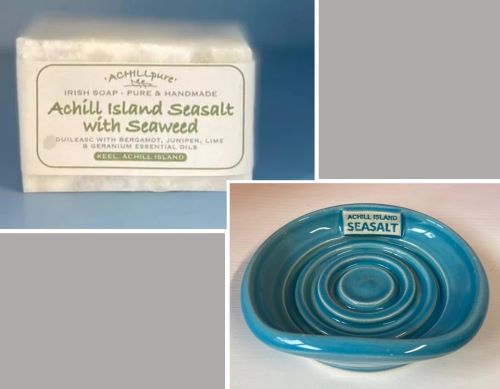 'ACHILLpure'
IRISH SOAP - PURE & HANDMADE
Achill Island Seasalt
with Seaweed
DUILEASC WITH BERGAMOT, JUNIPER, LIME
& GERANIUM ESSENTIAL OILS
KEEL, ACHILL ISLAND
ACHILL ISLAND
SEASALT